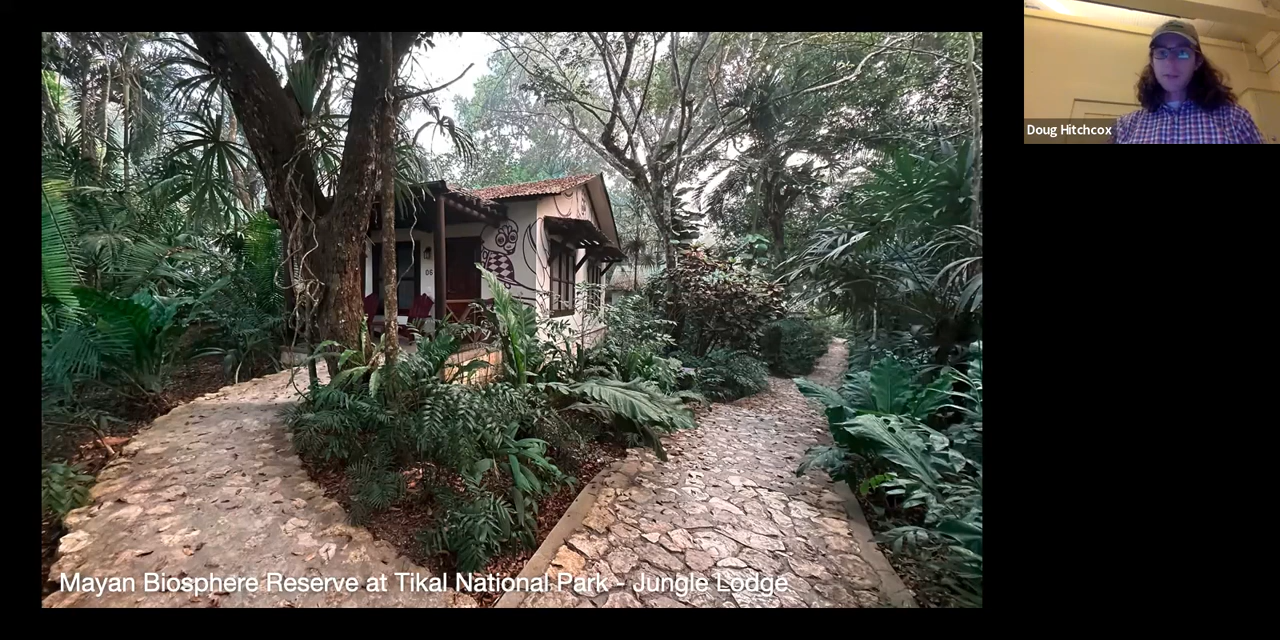 Doug Hitchcox
06
Mayan Biosphere Reserve at Tikal National Park - Jungle Lodge